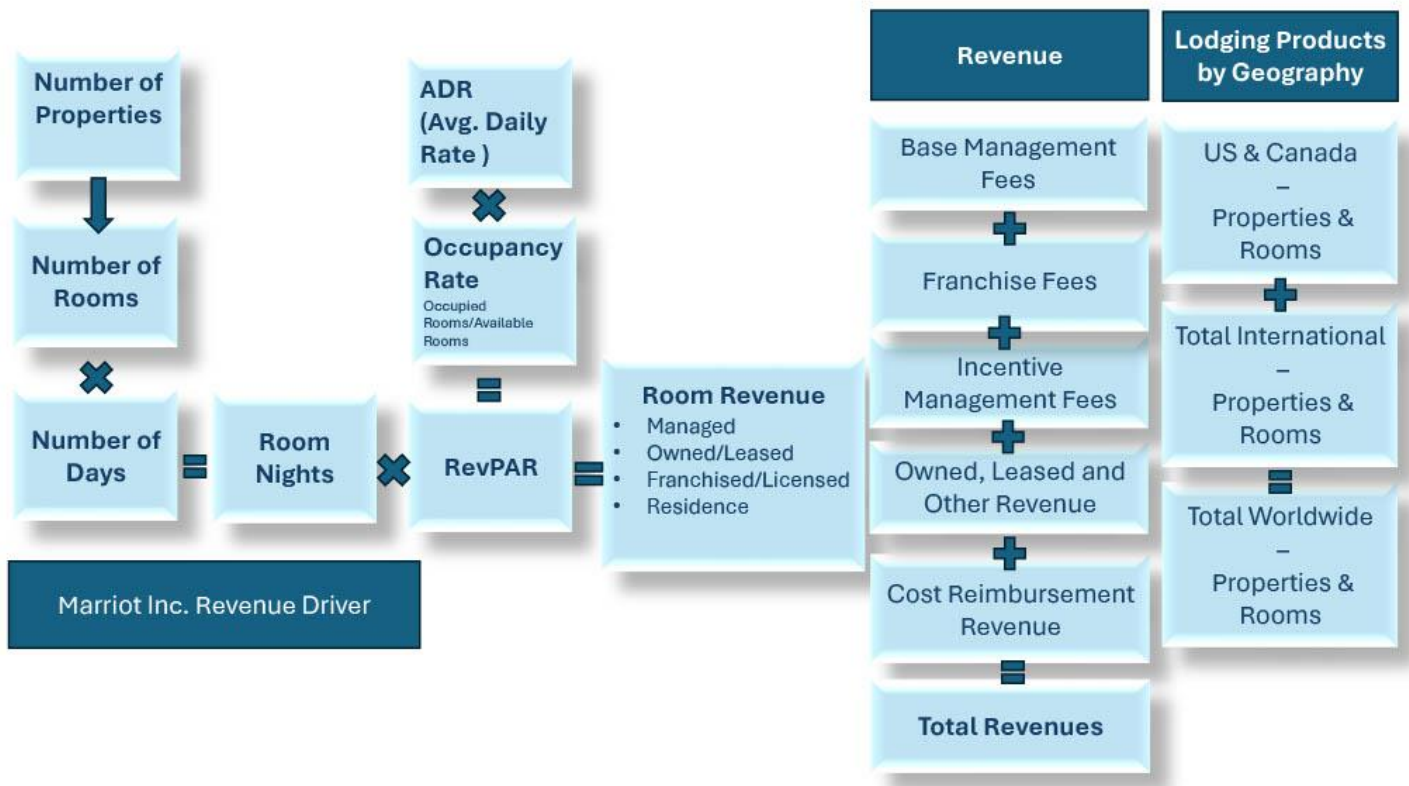 Number of
Properties
Number of
Rooms
Number of
Days
Room
Nights
ADR
(Avg. Daily
Rate )
Occupancy
Rate
Occupied
Rooms/Available
Rooms
RevPAR
Room Revenue
• Managed
• Owned/Leased
• Franchised/Licensed
• Residence
Marriot Inc. Revenue Driver
Revenue
Base Management
Fees
Franchise Fees
Incentive
Management Fees
Owned, Leased and
Other Revenue
Cost Reimbursement
Revenue
Total Revenues
Lodging Products
by Geography
US & Canada
–
Properties &
Rooms
Total International
–
Properties &
Rooms
Total Worldwide
–
Properties &
Rooms